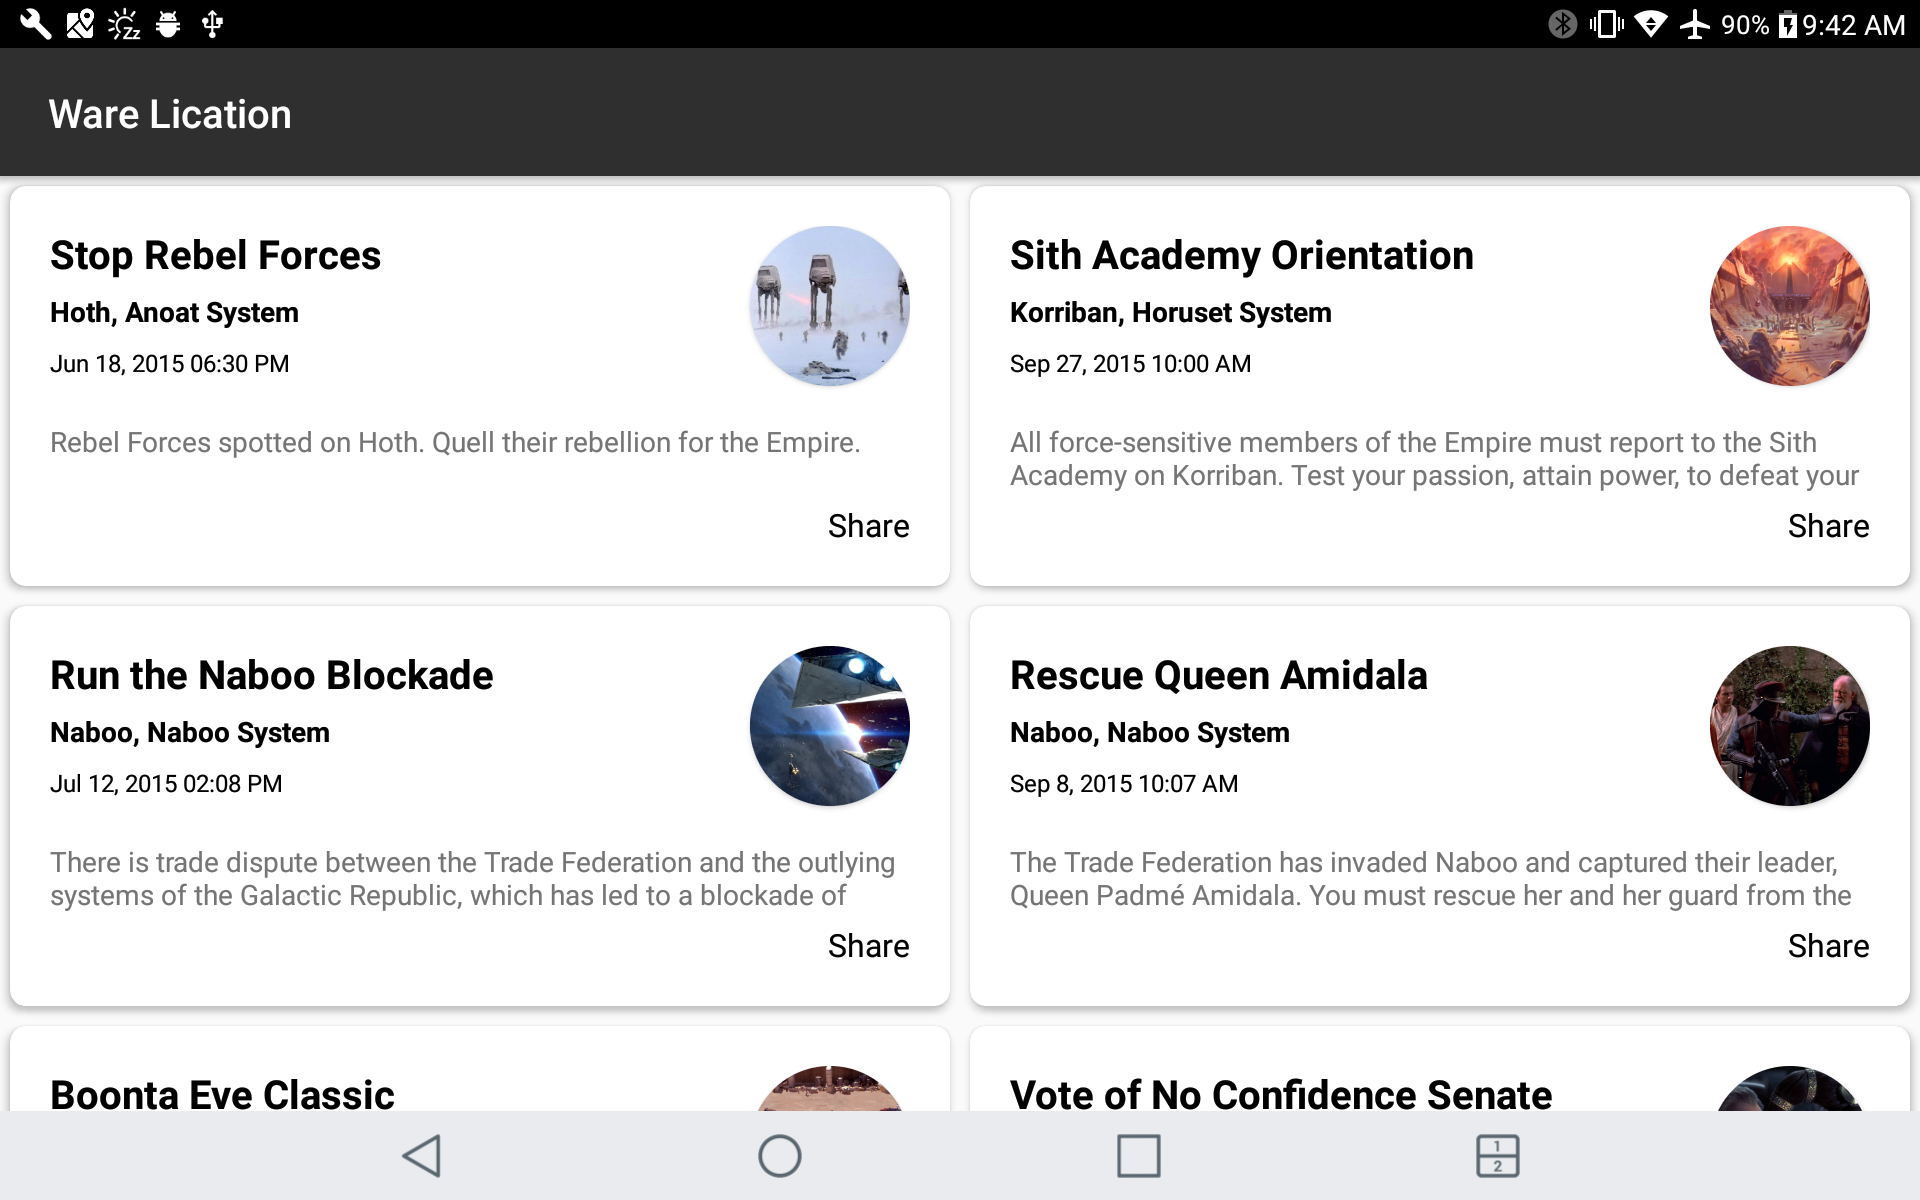 90% 9:42 AM
Ware Lication
Stop Rebel Forces
Hoth, Anoat System
Jun 18, 2015 06:30 PM
Rebel Forces spotted on Hoth. Quell their rebellion for the Empire.
Share
Sith Academy Orientation
Korriban, Horuset System
Sep 27, 2015 10:00 AM
All force-sensitive members of the Empire must report to the Sith
Academy on Korriban. Test your passion, attain power, to defeat your
Share
Run the Naboo Blockade
Naboo, Naboo System
Jul 12, 2015 02:08 PM
There is trade dispute between the Trade Federation and the outlying
systems of the Galactic Republic, which has led to a blockade of
Share
Rescue Queen Amidala
Naboo, Naboo System
Sep 8, 2015 10:07 AM
The Trade Federation has invaded Naboo and captured their leader,
Queen Padmé Amidala. You must rescue her and her guard from the
Share
Boonta Eve Classic
Vote of No Confidence Senate
1
2